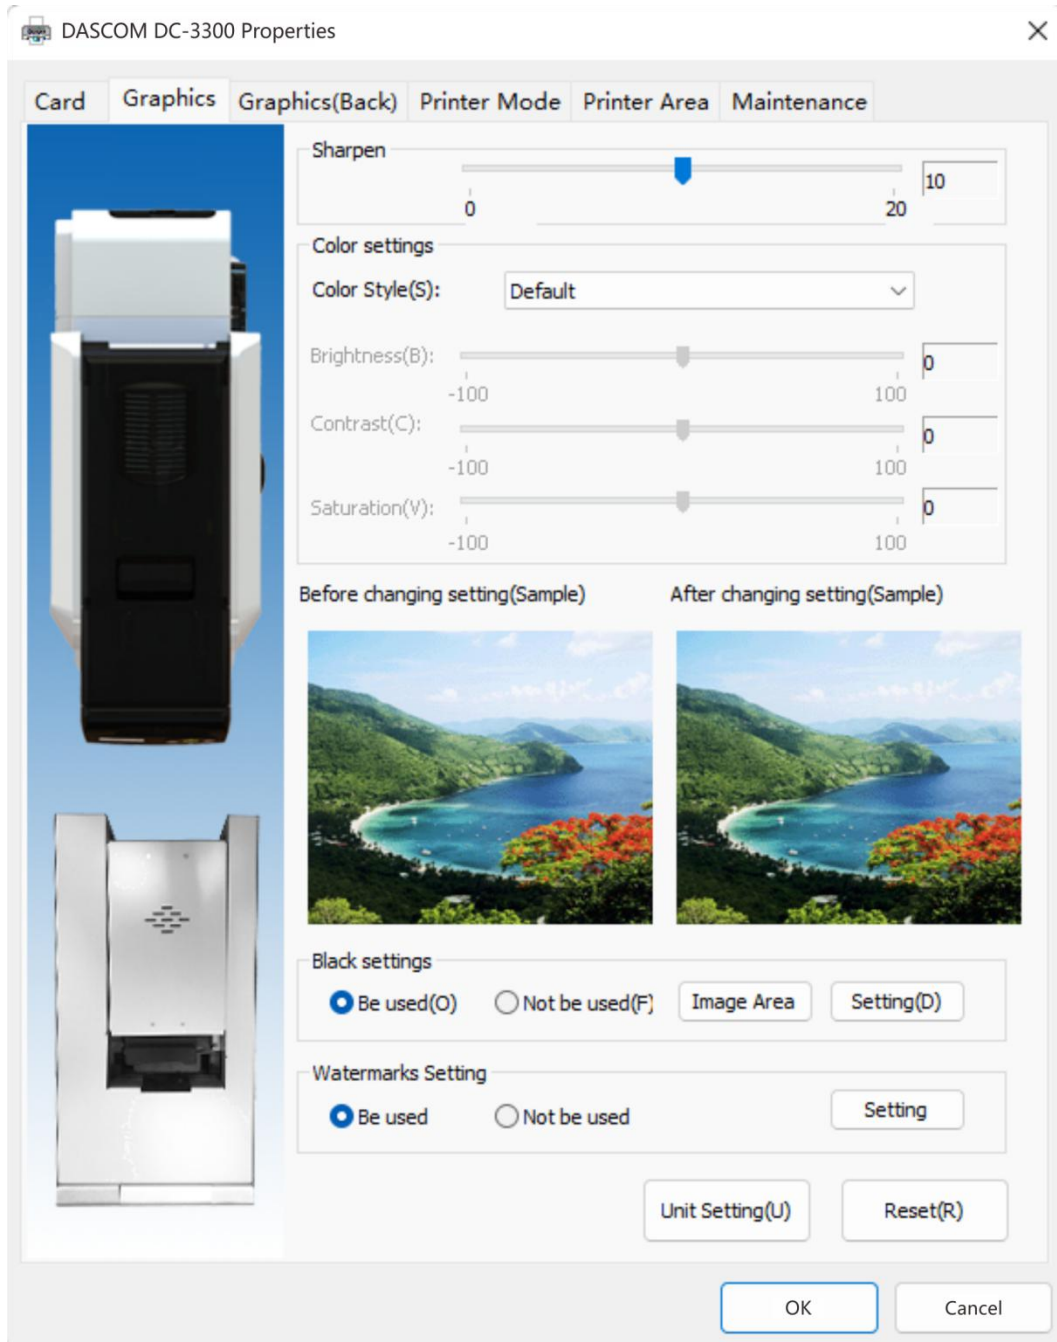 DASCOM DC-3300 Properties
Card Graphics Graphics(Back) Printer Mode Printer Area Maintenance
Sharpen
10
0 20
Color settings
Color Style(S): Default
Brightness(B): 0
-100 100
Contrast(C): 0
-100 100
Saturation(V): 0
-100 100
Before changing setting(Sample) After changing setting(Sample)
Black settings
Be used(O) Not be used(F) Image Area Setting(D)
Watermarks Setting
Be used Not be used Setting
Unit Setting(U) Reset(R)
OK Cancel